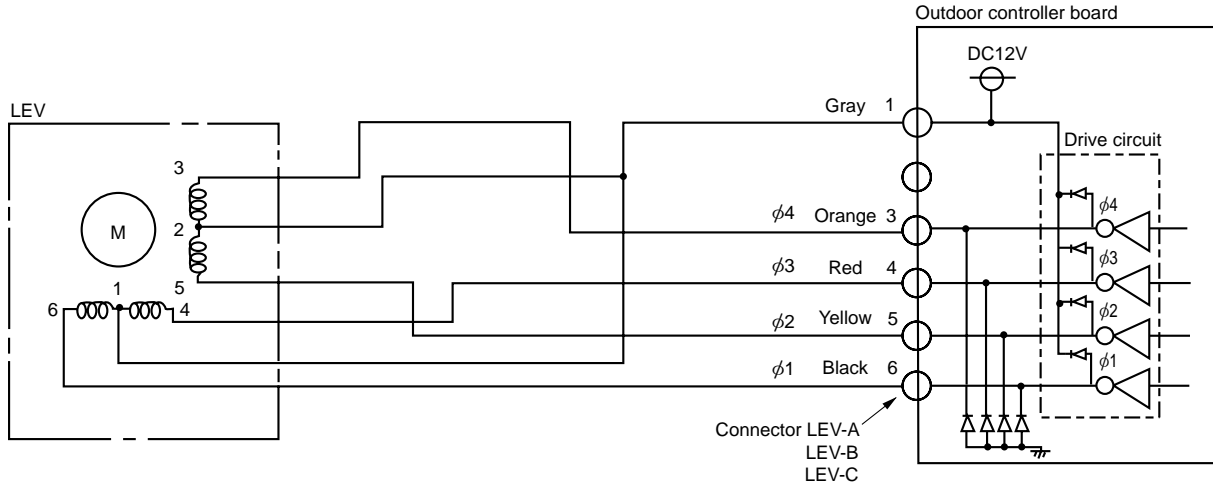 Outdoor controller board
DC12V
LEV
Gray 1
Drive circuit
3
ϕ4 Orange 3
ϕ4
2
M
ϕ3 Red 4
ϕ3
5
1
6 4
ϕ2 Yellow 5
ϕ2
ϕ1 Black 6
ϕ1
Connector LEV-A
LEV-B
LEV-C